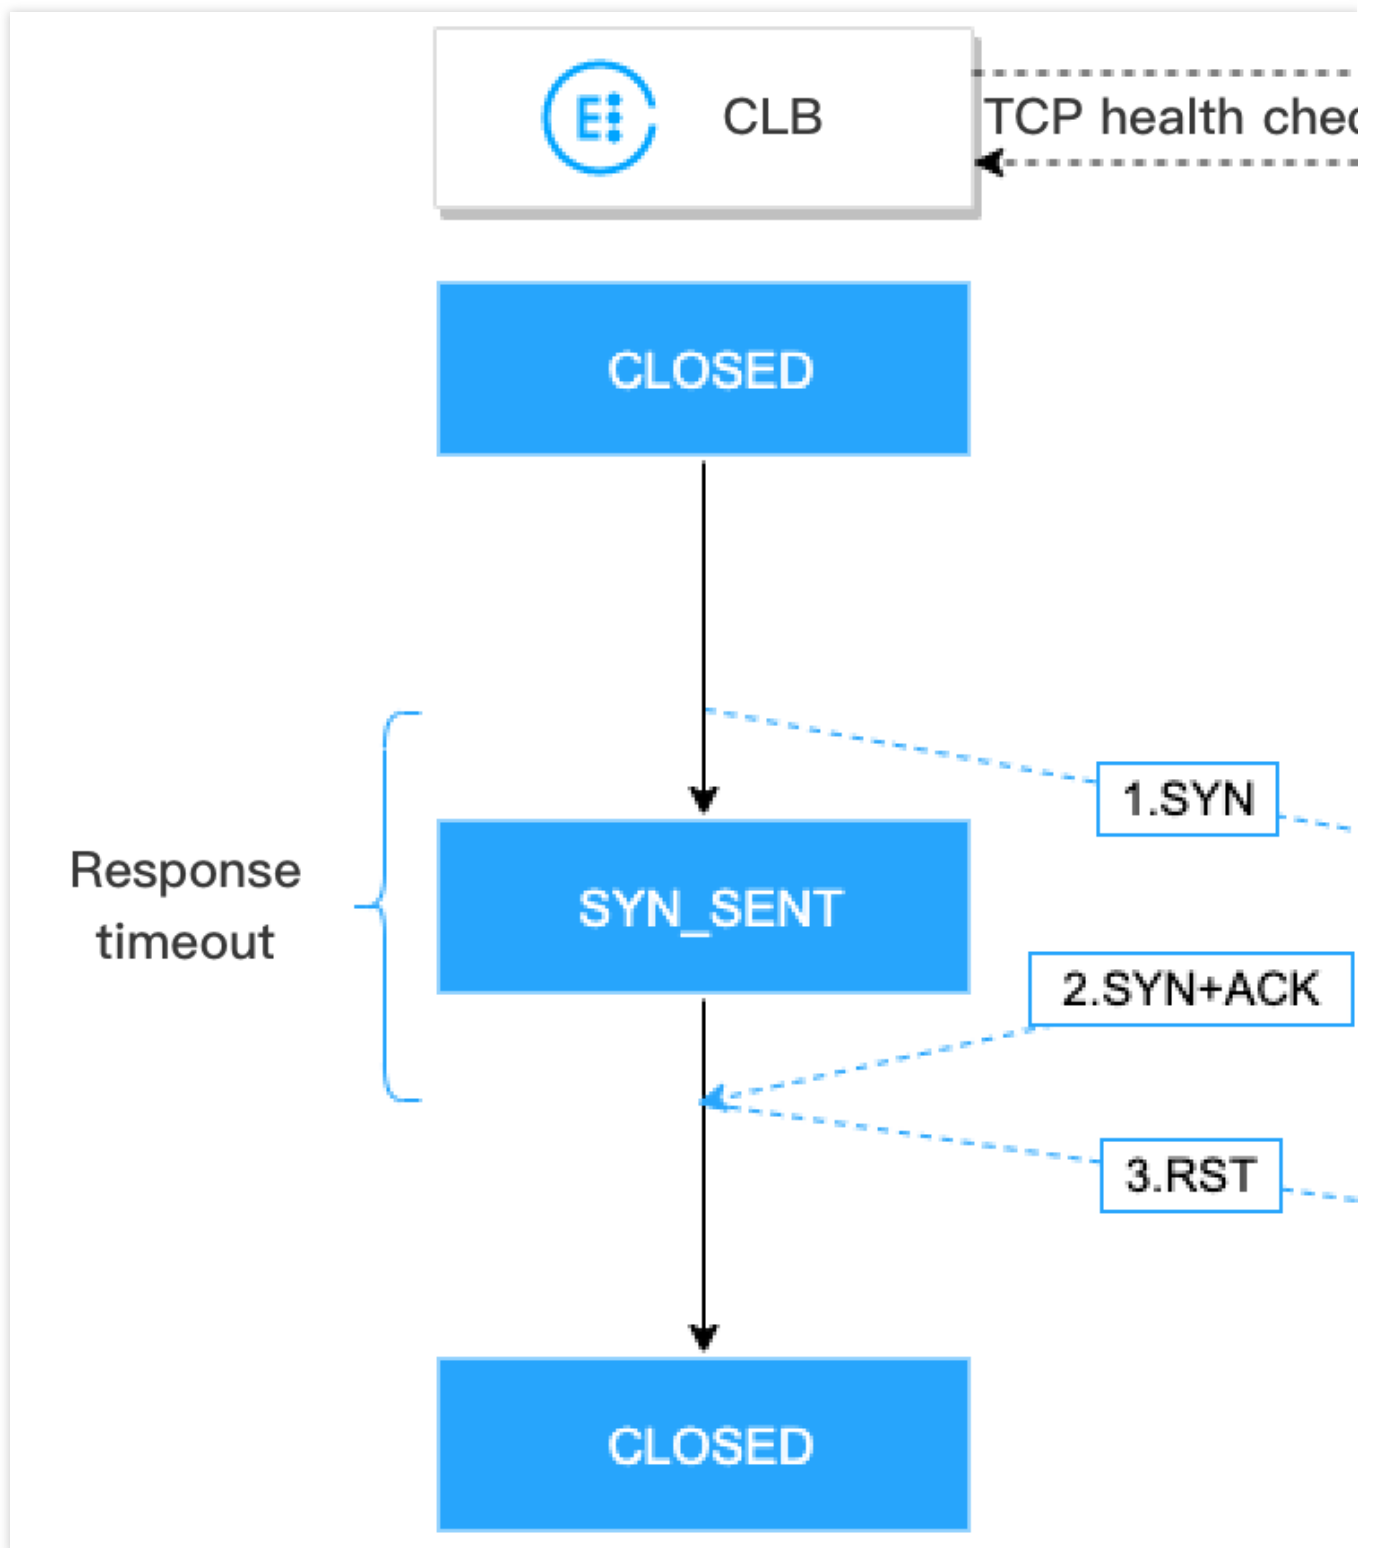 CLB
TCP health chec
CLOSED
1.SYN
Response
timeout
SYN_SENT
2.SYN+ACK
3.RST
CLOSED